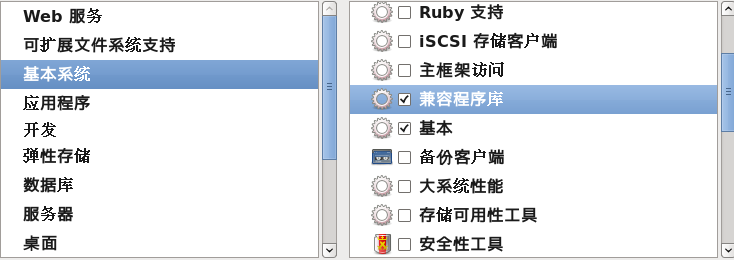 Web 服务
可扩展文件系统支持
基本系统
应用程序
开发
弹性存储
数据库
服务器
桌面
Ruby 支持
iSCSI 存储客户端
主框架访问
兼容程序库
基本
备份客户端
大系统性能
存储可用性工具
安全性工具